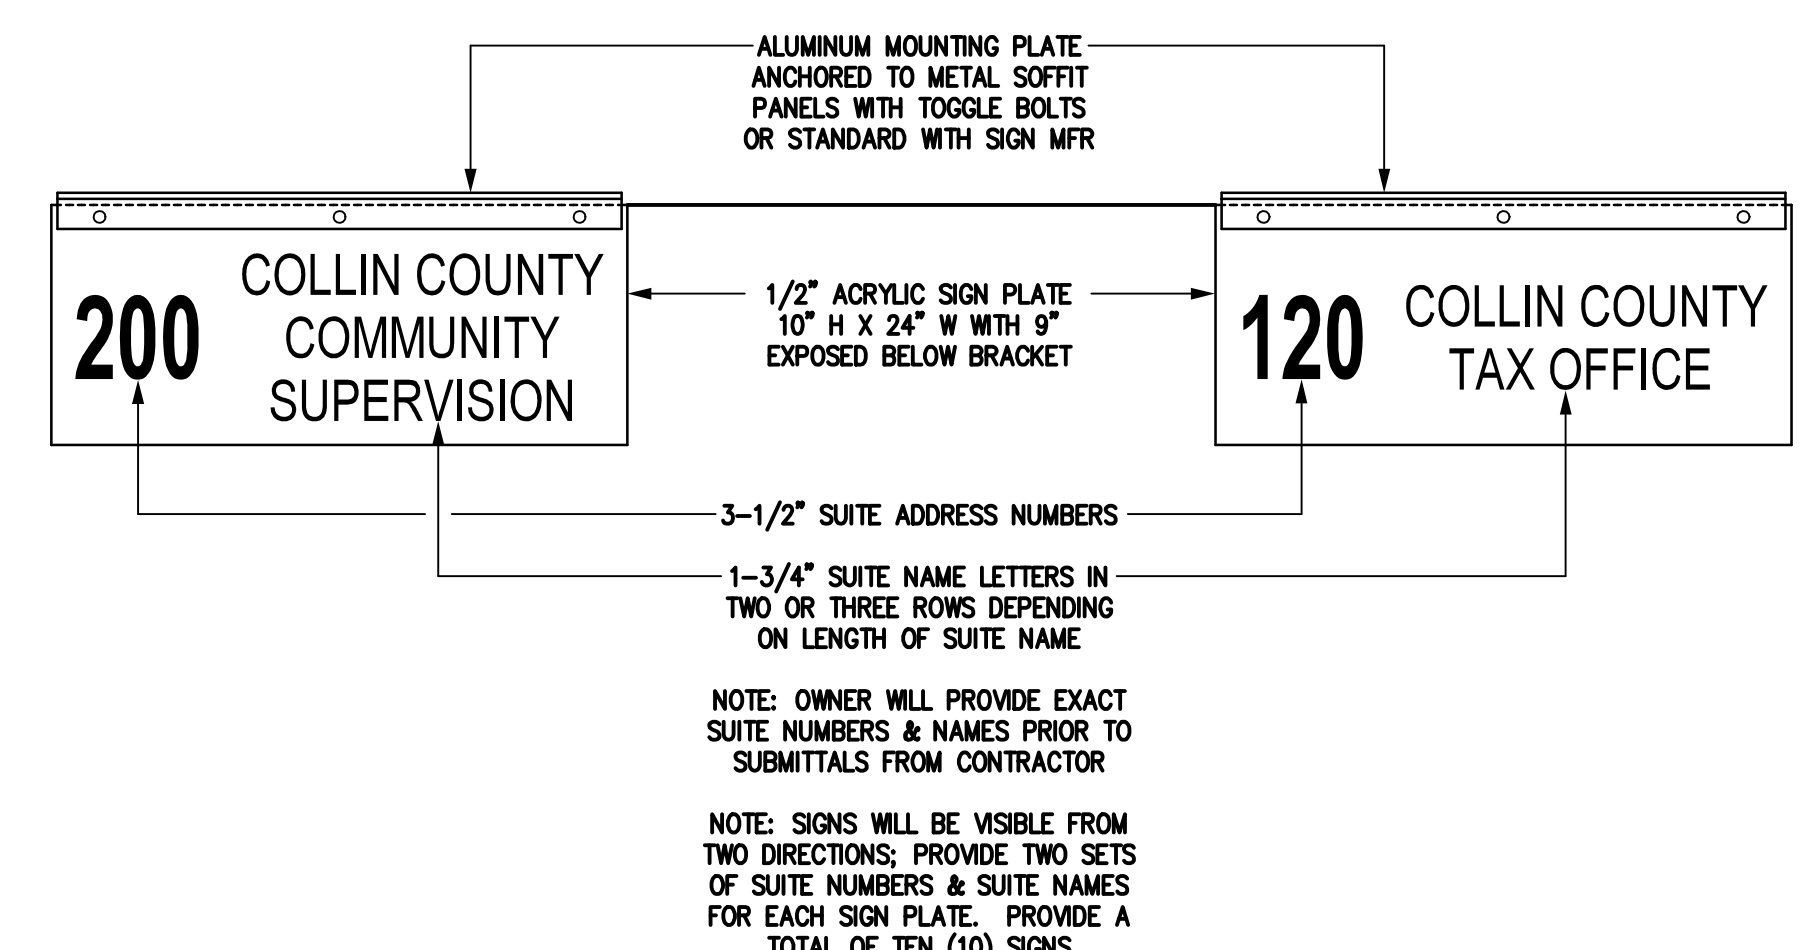 ALUMINUM MOUNTING PLATE
ANCHORED TO METAL SOFFIT
PANELS WITH TOGGLE BOLTS
OR STANDARD WITH SIGN MFR
200
COLLIN COUNTY
COMMUNITY
SUPERVISION
1/2" ACRYLIC SIGN PLATE
10" H X 24" W WITH 9"
EXPOSED BELOW BRACKET
120
COLLIN COUNTY
TAX OFFICE
3-1/2" SUITE ADDRESS NUMBERS
1-3/4" SUITE NAME LETTERS IN
TWO OR THREE ROWS DEPENDING
ON LENGTH OF SUITE NAME
NOTE: OWNER WILL PROVIDE EXACT
SUITE NUMBERS & NAMES PRIOR TO
SUBMITTALS FROM CONTRACTOR
NOTE: SIGNS WILL BE VISIBLE FROM
TWO DIRECTIONS; PROVIDE TWO SETS
OF SUITE NUMBERS & SUITE NAMES
FOR EACH SIGN PLATE. PROVIDE A
TOTAL OF TEN (10) SIGNS